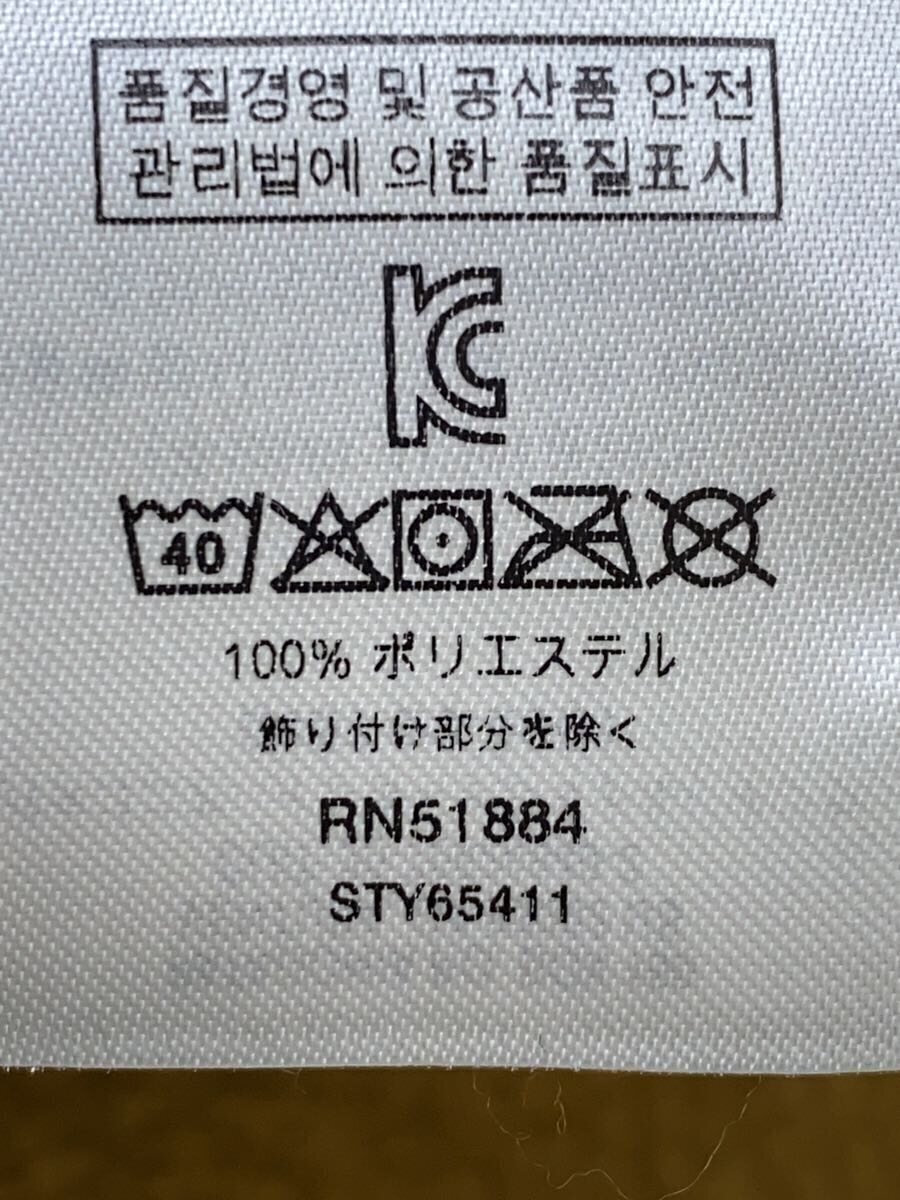 품질경영 및 공산품 안전
관리법에 의한 품질표시
KC
40
100% ポリエステル
飾り付け部分を除く
RN51884
STY65411